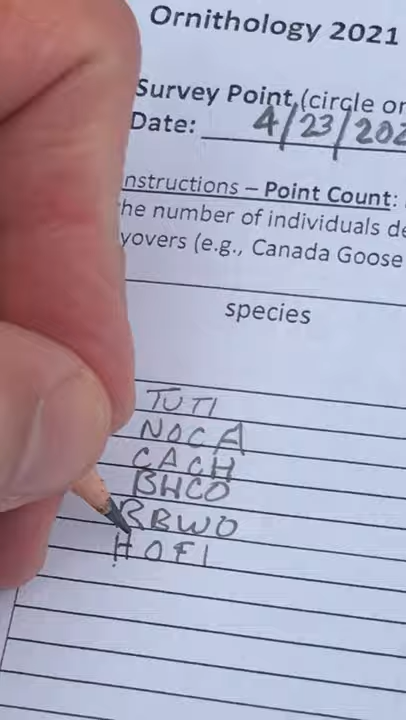 Ornithology 2021
Survey Point (circle or
Date: 4/23/202
nstructions – Point Count:
he number of individuals de
yovers (e.g., Canada Goose
species
TUTI
NOCA
CACH
BHCO
RBWO
HOFI